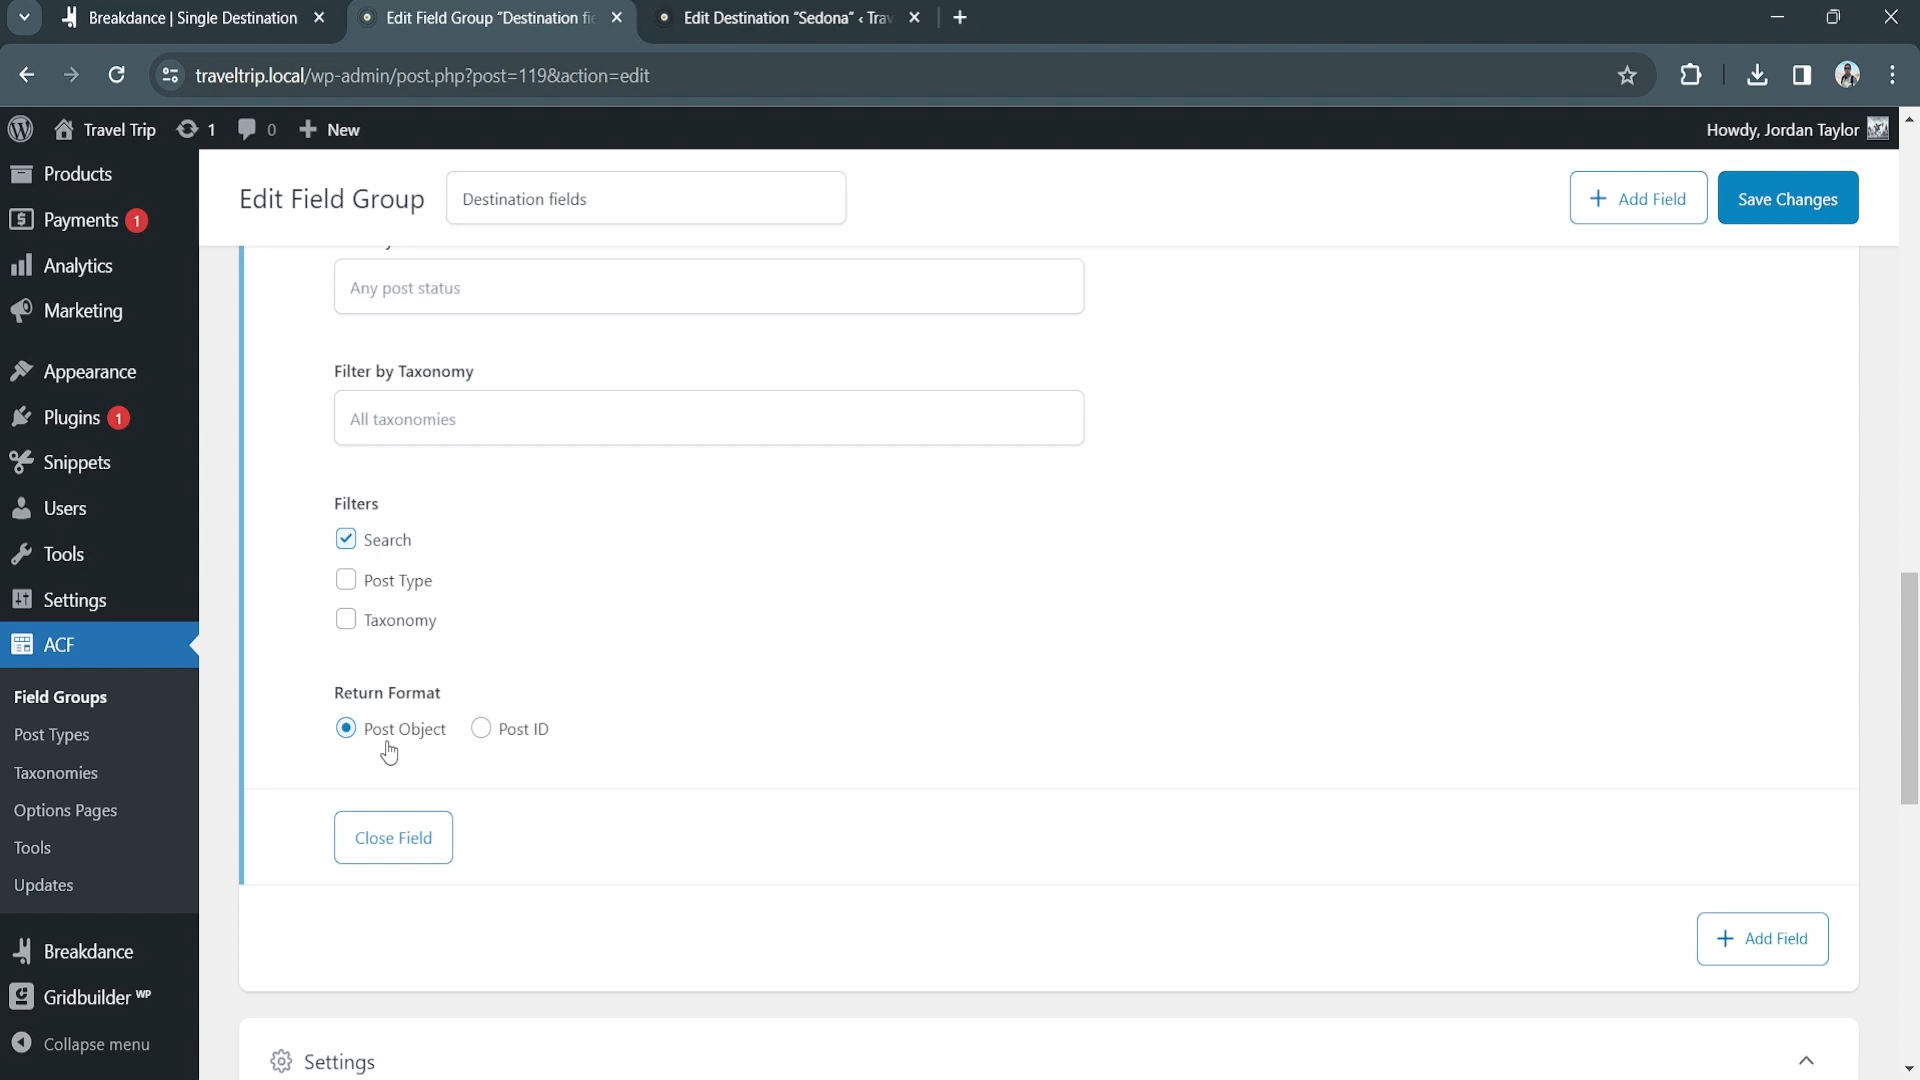 Breakdance | Single Destination
Edit Field Group "Destination fie
Edit Destination "Sedona" ‹ Trav
traveltrip.local/wp-admin/post.php?post=119&action=edit
Travel Trip
1
0
New
Howdy, Jordan Taylor
Products
Payments 1
Analytics
Marketing
Appearance
Plugins 1
Snippets
Users
Tools
Settings
ACF
Field Groups
Post Types
Taxonomies
Options Pages
Tools
Updates
Breakdance
Gridbuilder WP
Collapse menu
Edit Field Group
Destination fields
Add Field
Save Changes
Any post status
Filter by Taxonomy
All taxonomies
Filters
Search
Post Type
Taxonomy
Return Format
Post Object
Post ID
Close Field
Add Field
Settings